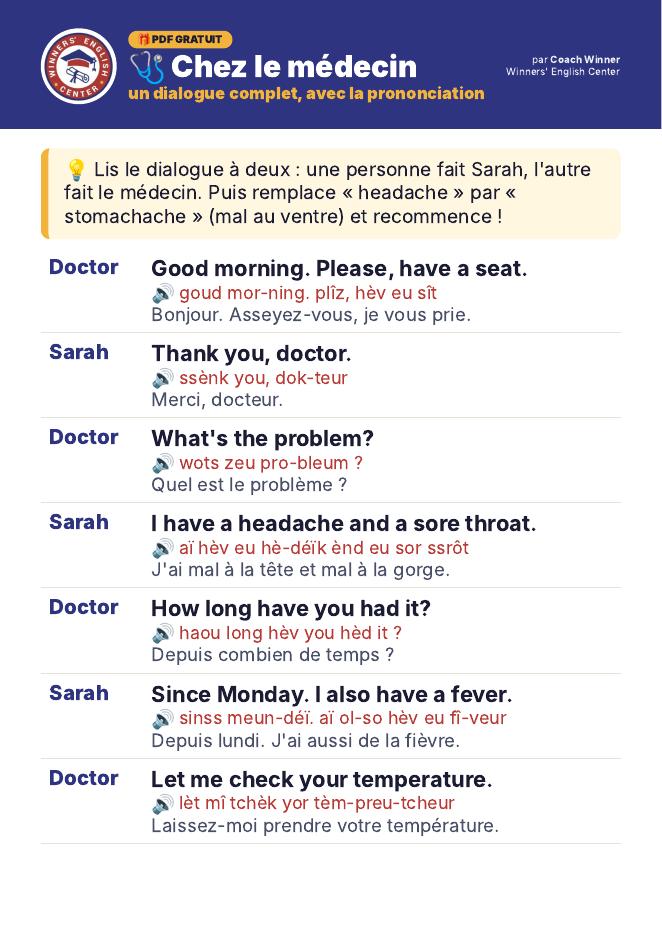 WINNERS' ENGLISH
CENTER
🎁 PDF GRATUIT
🩺 Chez le médecin
un dialogue complet, avec la prononciation
par Coach Winner
Winners' English Center
💡 Lis le dialogue à deux : une personne fait Sarah, l'autre
fait le médecin. Puis remplace « headache » par «
stomachache » (mal au ventre) et recommence !
Doctor
Good morning. Please, have a seat.
🔊 goud mor-ning. plîz, hèv eu sît
Bonjour. Asseyez-vous, je vous prie.
Sarah
Thank you, doctor.
🔊 ssènk you, dok-teur
Merci, docteur.
Doctor
What's the problem?
🔊 wots zeu pro-bleum ?
Quel est le problème ?
Sarah
I have a headache and a sore throat.
🔊 aï hèv eu hè-déïk ènd eu sor ssrôt
J'ai mal à la tête et mal à la gorge.
Doctor
How long have you had it?
🔊 haou long hèv you hèd it ?
Depuis combien de temps ?
Sarah
Since Monday. I also have a fever.
🔊 sinss meun-déï. aï ol-so hèv eu fî-veur
Depuis lundi. J'ai aussi de la fièvre.
Doctor
Let me check your temperature.
🔊 lèt mî tchèk yor tèm-preu-tcheur
Laissez-moi prendre votre température.